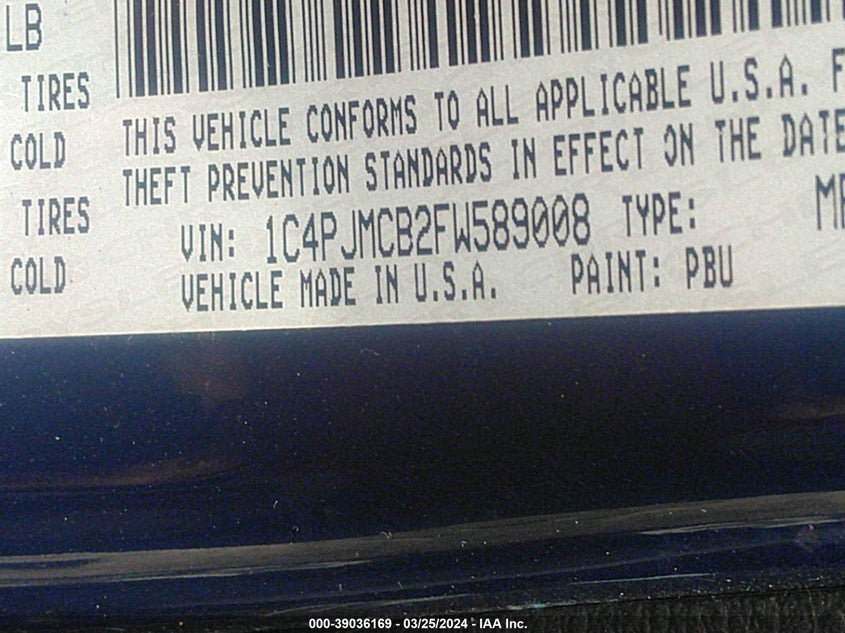 LB
TIRES
COLD
TIRES
COLD
THIS VEHICLE CONFORMS TO ALL APPLICABLE U.S.A. F
THEFT PREVENTION STANDARDS IN EFFECT ON THE DATE
VIN: 1C4PJMCB2FW589008 TYPE:
VEHICLE MADE IN U.S.A. PAINT: PBU
000-39036169 - 03/25/2024 - IAA Inc.